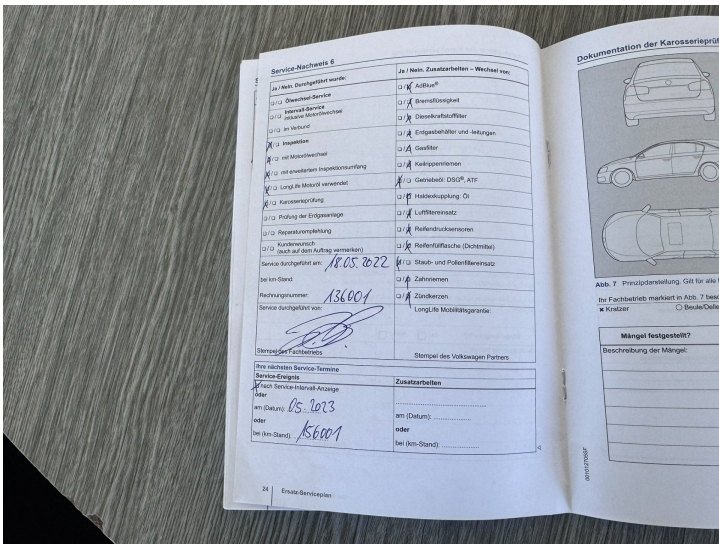 Service-Nachweis 6
Ja / Nein. Durchgeführt wurde:
Ölwechsel-Service
Intervall-Service
inklusive Motorölwechsel
im Verbund
Inspektion
mit Motorölwechsel
mit erweitertem Inspektionsumfang
LongLife Motoröl verwendet
Karosserieprüfung
Prüfung der Erdgasanlage
Reparaturempfehlung
Kundenwunsch
(auch auf dem Auftrag vermerken)
Service durchgeführt am: 18.05.2022
bei km-Stand:
Rechnungsnummer: 136001
Service durchgeführt von:
Stempel des Fachbetriebs
Ja / Nein. Zusatzarbeiten – Wechsel von:
AdBlue®
Bremsflüssigkeit
Dieselkraftstofffilter
Erdgasbehälter und -leitungen
Gasfilter
Keilrippenriemen
Getriebeöl: DSG®, ATF
Haldexkupplung: Öl
Luftfiltereinsatz
Reifendrucksensoren
Reifenfüllflasche (Dichtmittel)
Staub- und Pollenfiltereinsatz
Zahnriemen
Zündkerzen
LongLife Mobilitätsgarantie:
Stempel des Volkswagen Partners
Ihre nächsten Service-Termine
Service-Ereignis
nach Service-Intervall-Anzeige
oder
am (Datum): 05.2023
oder
bei (km-Stand): 156001
Zusatzarbeiten
am (Datum):
oder
bei (km-Stand):
24 Ersatz-Serviceplan
Dokumentation der Karosserieprüf
Abb. 7 Prinzipdarstellung. Gilt für alle
Ihr Fachbetrieb markiert in Abb. 7 besc
× Kratzer ○ Beule/Delle
Mängel festgestellt?
Beschreibung der Mängel: